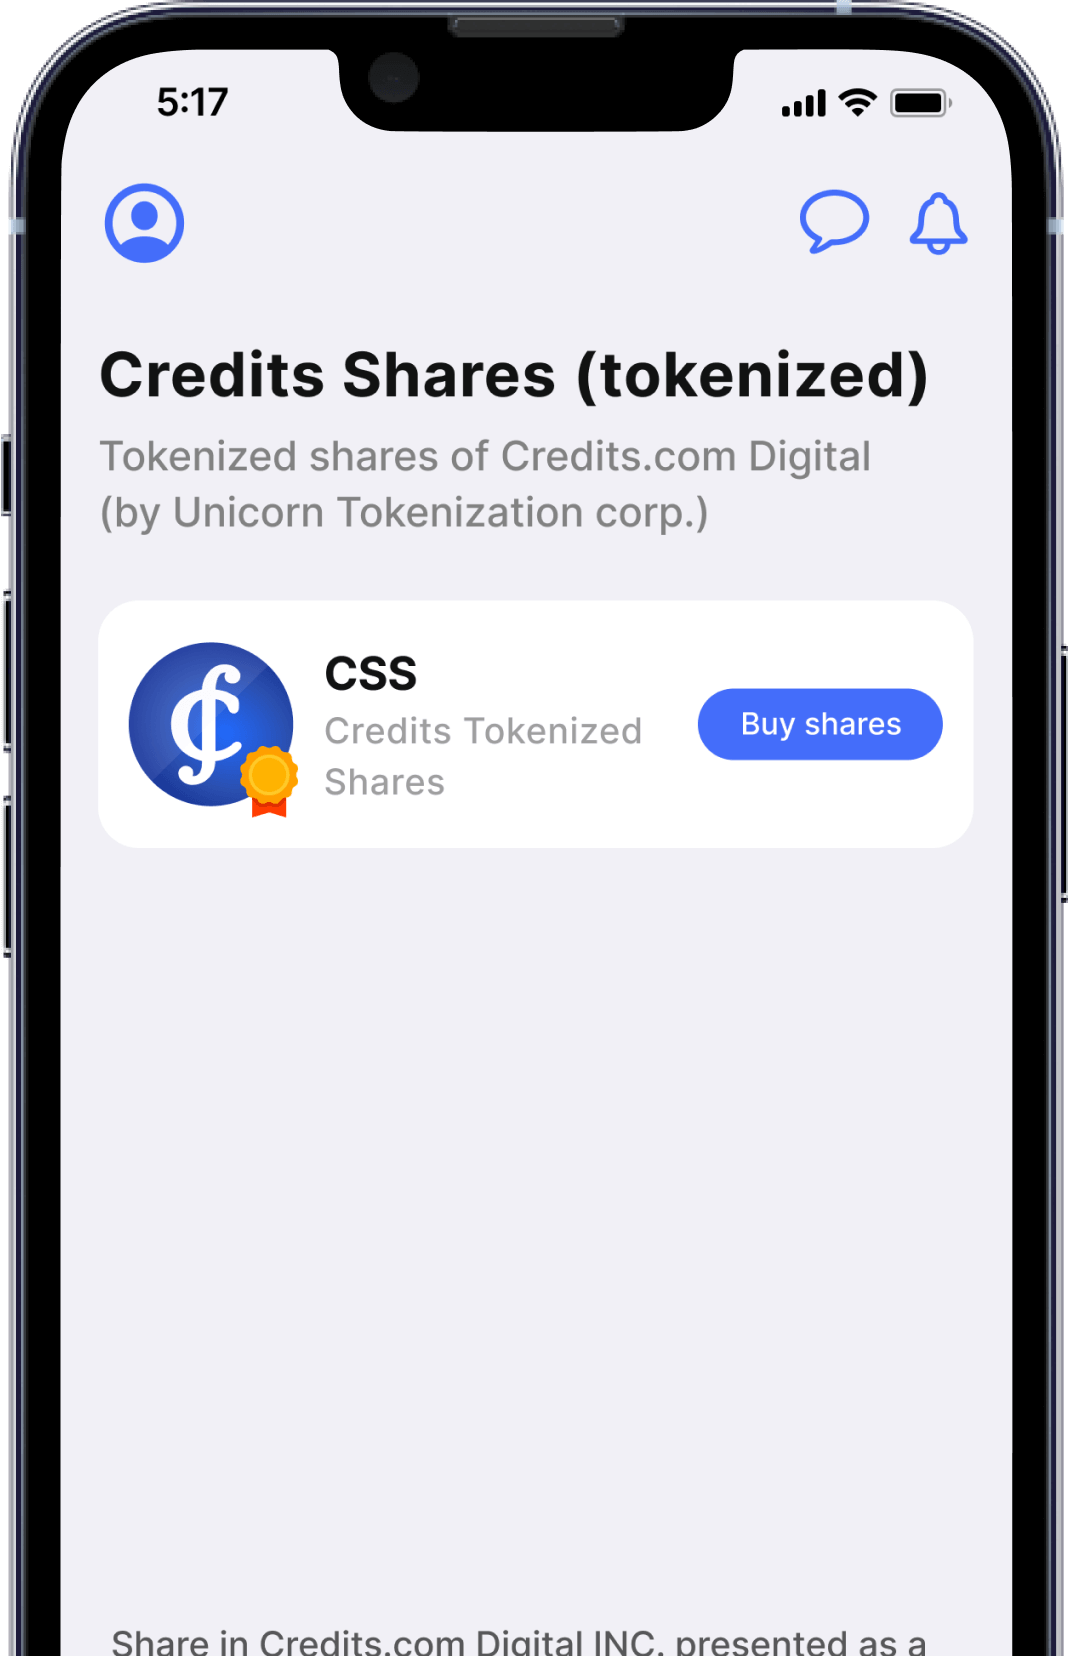 5:17
Credits Shares (tokenized)
Tokenized shares of Credits.com Digital
(by Unicorn Tokenization corp.)
CSS
Credits Tokenized
Shares
Buy shares
Share in Credits.com Digital INC. presented as a